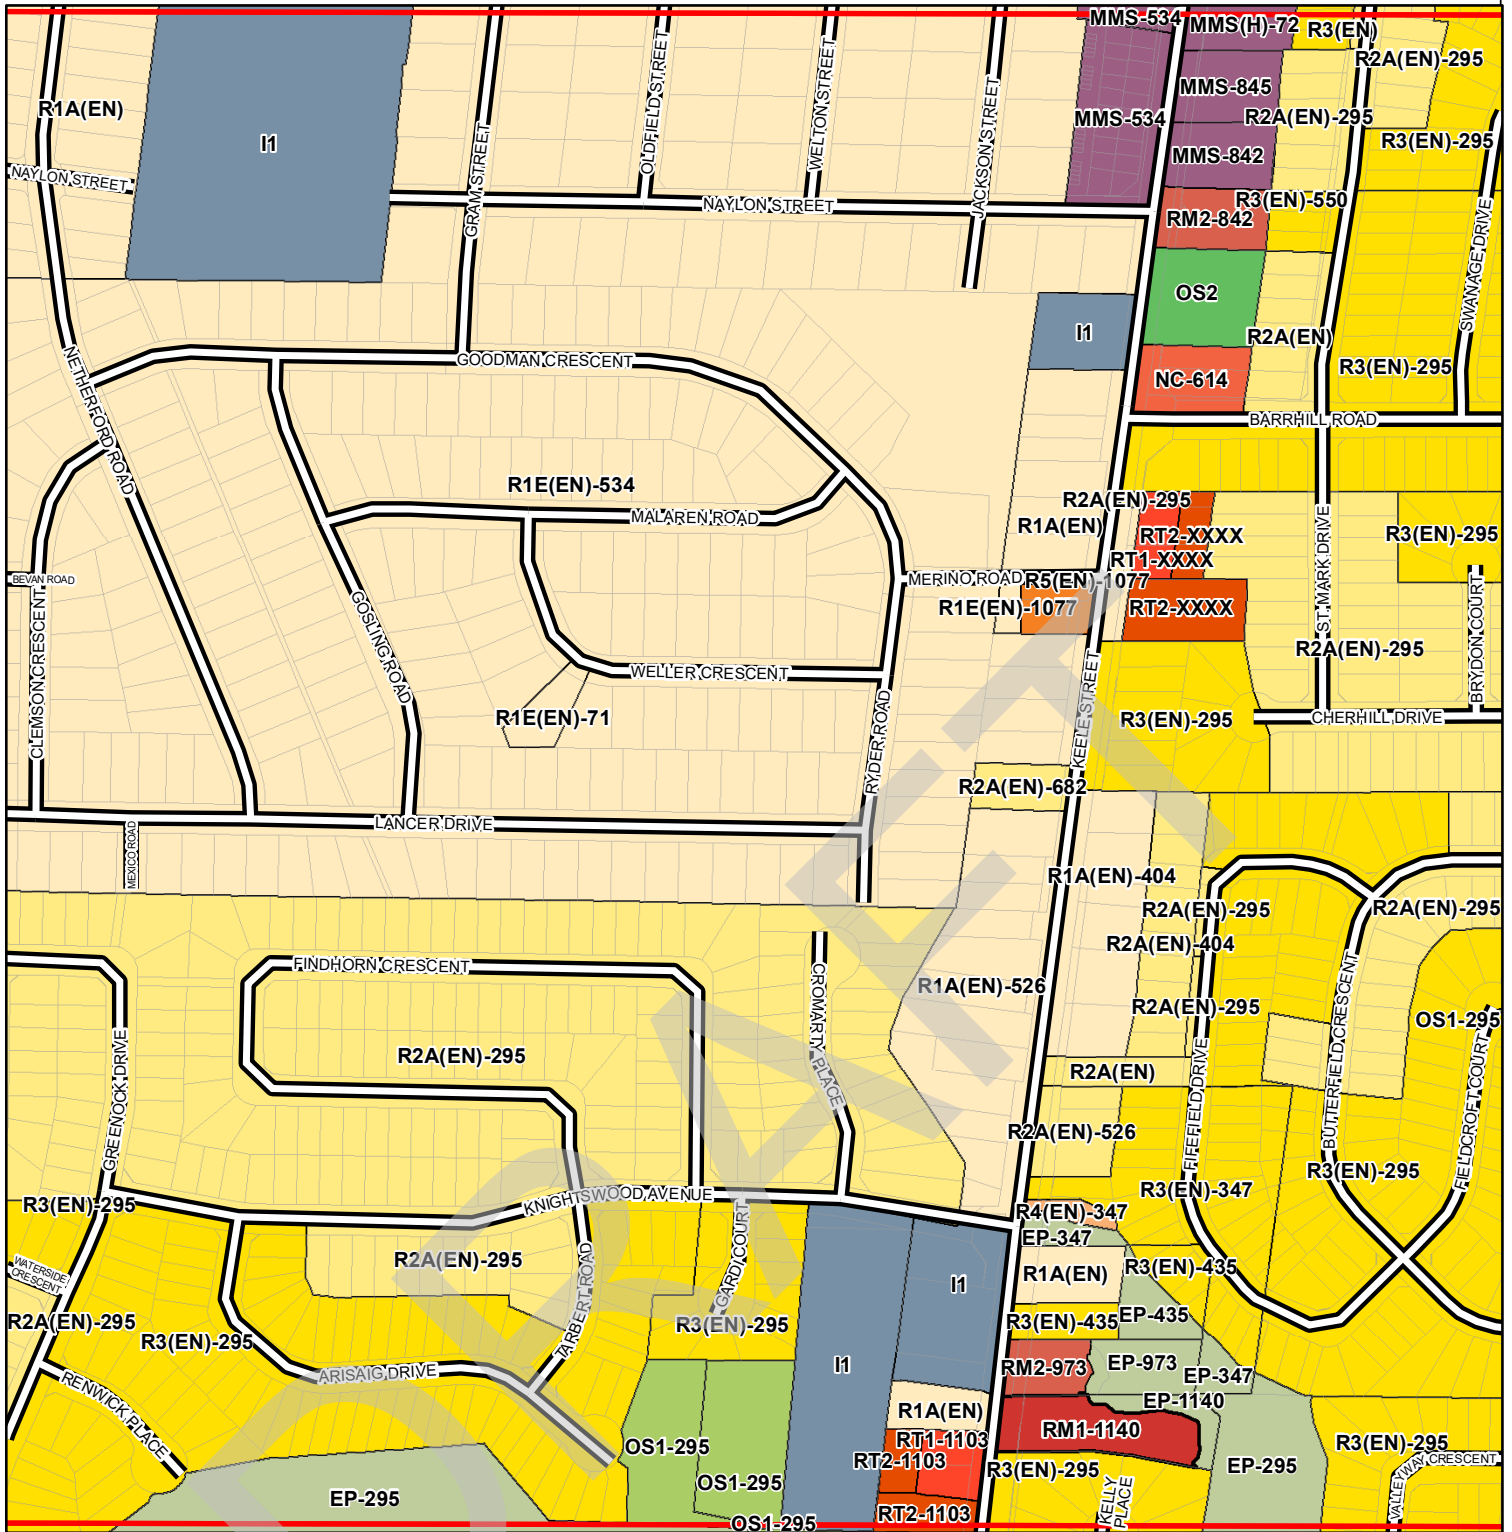 MMS-534
MMS(H)-72
R3(EN)
R2A(EN)-295
R1A(EN)
I1
GRAM STREET
OLDFIELD STREET
WELTON STREET
JACKSON STREET
MMS-534
MMS-845
R2A(EN)-295
R3(EN)-295
MMS-842
NAYLON STREET
NAYLON STREET
R3(EN)-550
RM2-842
SWANAGE DRIVE
OS2
I1
R2A(EN)
NETHERFORD ROAD
GOODMAN CRESCENT
NC-614
R3(EN)-295
BARRHILL ROAD
R1E(EN)-534
MALAREN ROAD
R2A(EN)-295
R1A(EN)
RT2-XXXX
RT1-XXXX
ST. MARK DRIVE
R3(EN)-295
BEVAN ROAD
MERINO ROAD
R5(EN)-1077
R1E(EN)-1077
RT2-XXXX
CLEMSON CRESCENT
GOSLING ROAD
R2A(EN)-295
BRYDON COURT
WELLER CRESCENT
R1E(EN)-71
RYDER ROAD
KEELE STREET
R3(EN)-295
CHERHILL DRIVE
R2A(EN)-682
LANCER DRIVE
MEXICO ROAD
R1A(EN)-404
R2A(EN)-295
R2A(EN)-295
R2A(EN)-404
FINDHORN CRESCENT
CROMARTY PLACE
R1A(EN)-526
R2A(EN)-295
BUTTERFIELD CRESCENT
OS1-295
R2A(EN)-295
GREENOCK DRIVE
R2A(EN)
FIFEFIELD DRIVE
FIELDCROFT COURT
R2A(EN)-526
R3(EN)-295
KNIGHTSWOOD AVENUE
R3(EN)-347
R3(EN)-295
R4(EN)-347
EP-347
WATERSIDE
CRESCENT
R2A(EN)-295
TARBERT ROAD
GARDI COURT
R1A(EN)
R3(EN)-435
I1
R2A(EN)-295
R3(EN)-295
R3(EN)-295
R3(EN)-435
EP-435
ARISAIG DRIVE
I1
RM2-973
EP-973
EP-347
RENWICK PLACE
EP-1140
R1A(EN)
RM1-1140
RT1-1103
OS1-295
RT2-1103
R3(EN)-295
R3(EN)-295
EP-295
VALLEYWAY CRESCENT
OS1-295
EP-295
KELLY
PLACE
RT2-1103
OS1-295
DRAFT